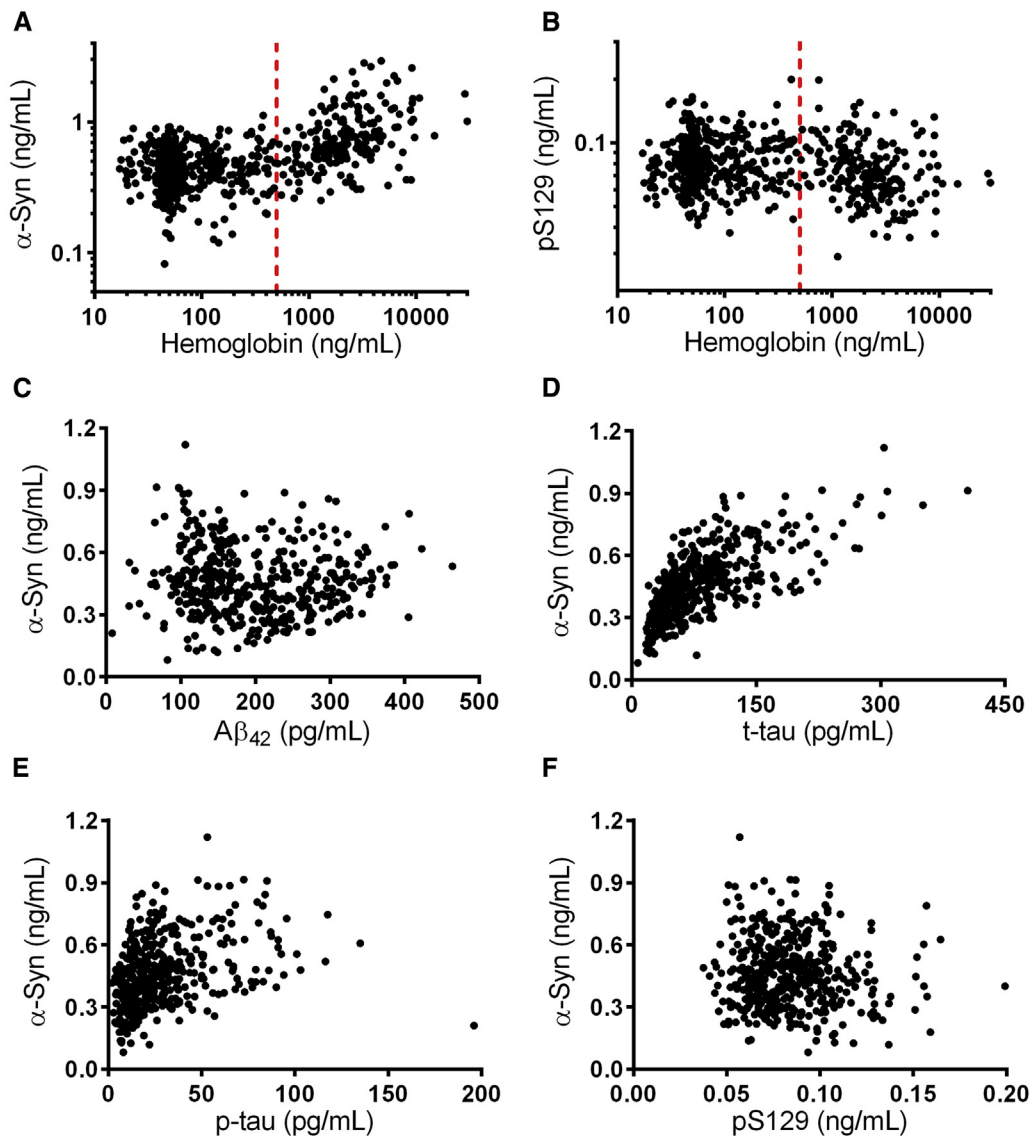 A
α-Syn (ng/mL)
1
0.1
10
100
1000
10000
Hemoglobin (ng/mL)
B
pS129 (ng/mL)
0.1
10
100
1000
10000
Hemoglobin (ng/mL)
C
α-Syn (ng/mL)
1.2
0.9
0.6
0.3
0.0
0
100
200
300
400
500
Aβ₄₂ (pg/mL)
D
α-Syn (ng/mL)
1.2
0.9
0.6
0.3
0.0
0
150
300
450
t-tau (pg/mL)
E
α-Syn (ng/mL)
1.2
0.9
0.6
0.3
0.0
0
50
100
150
200
p-tau (pg/mL)
F
α-Syn (ng/mL)
1.2
0.9
0.6
0.3
0.0
0.00
0.05
0.10
0.15
0.20
pS129 (ng/mL)